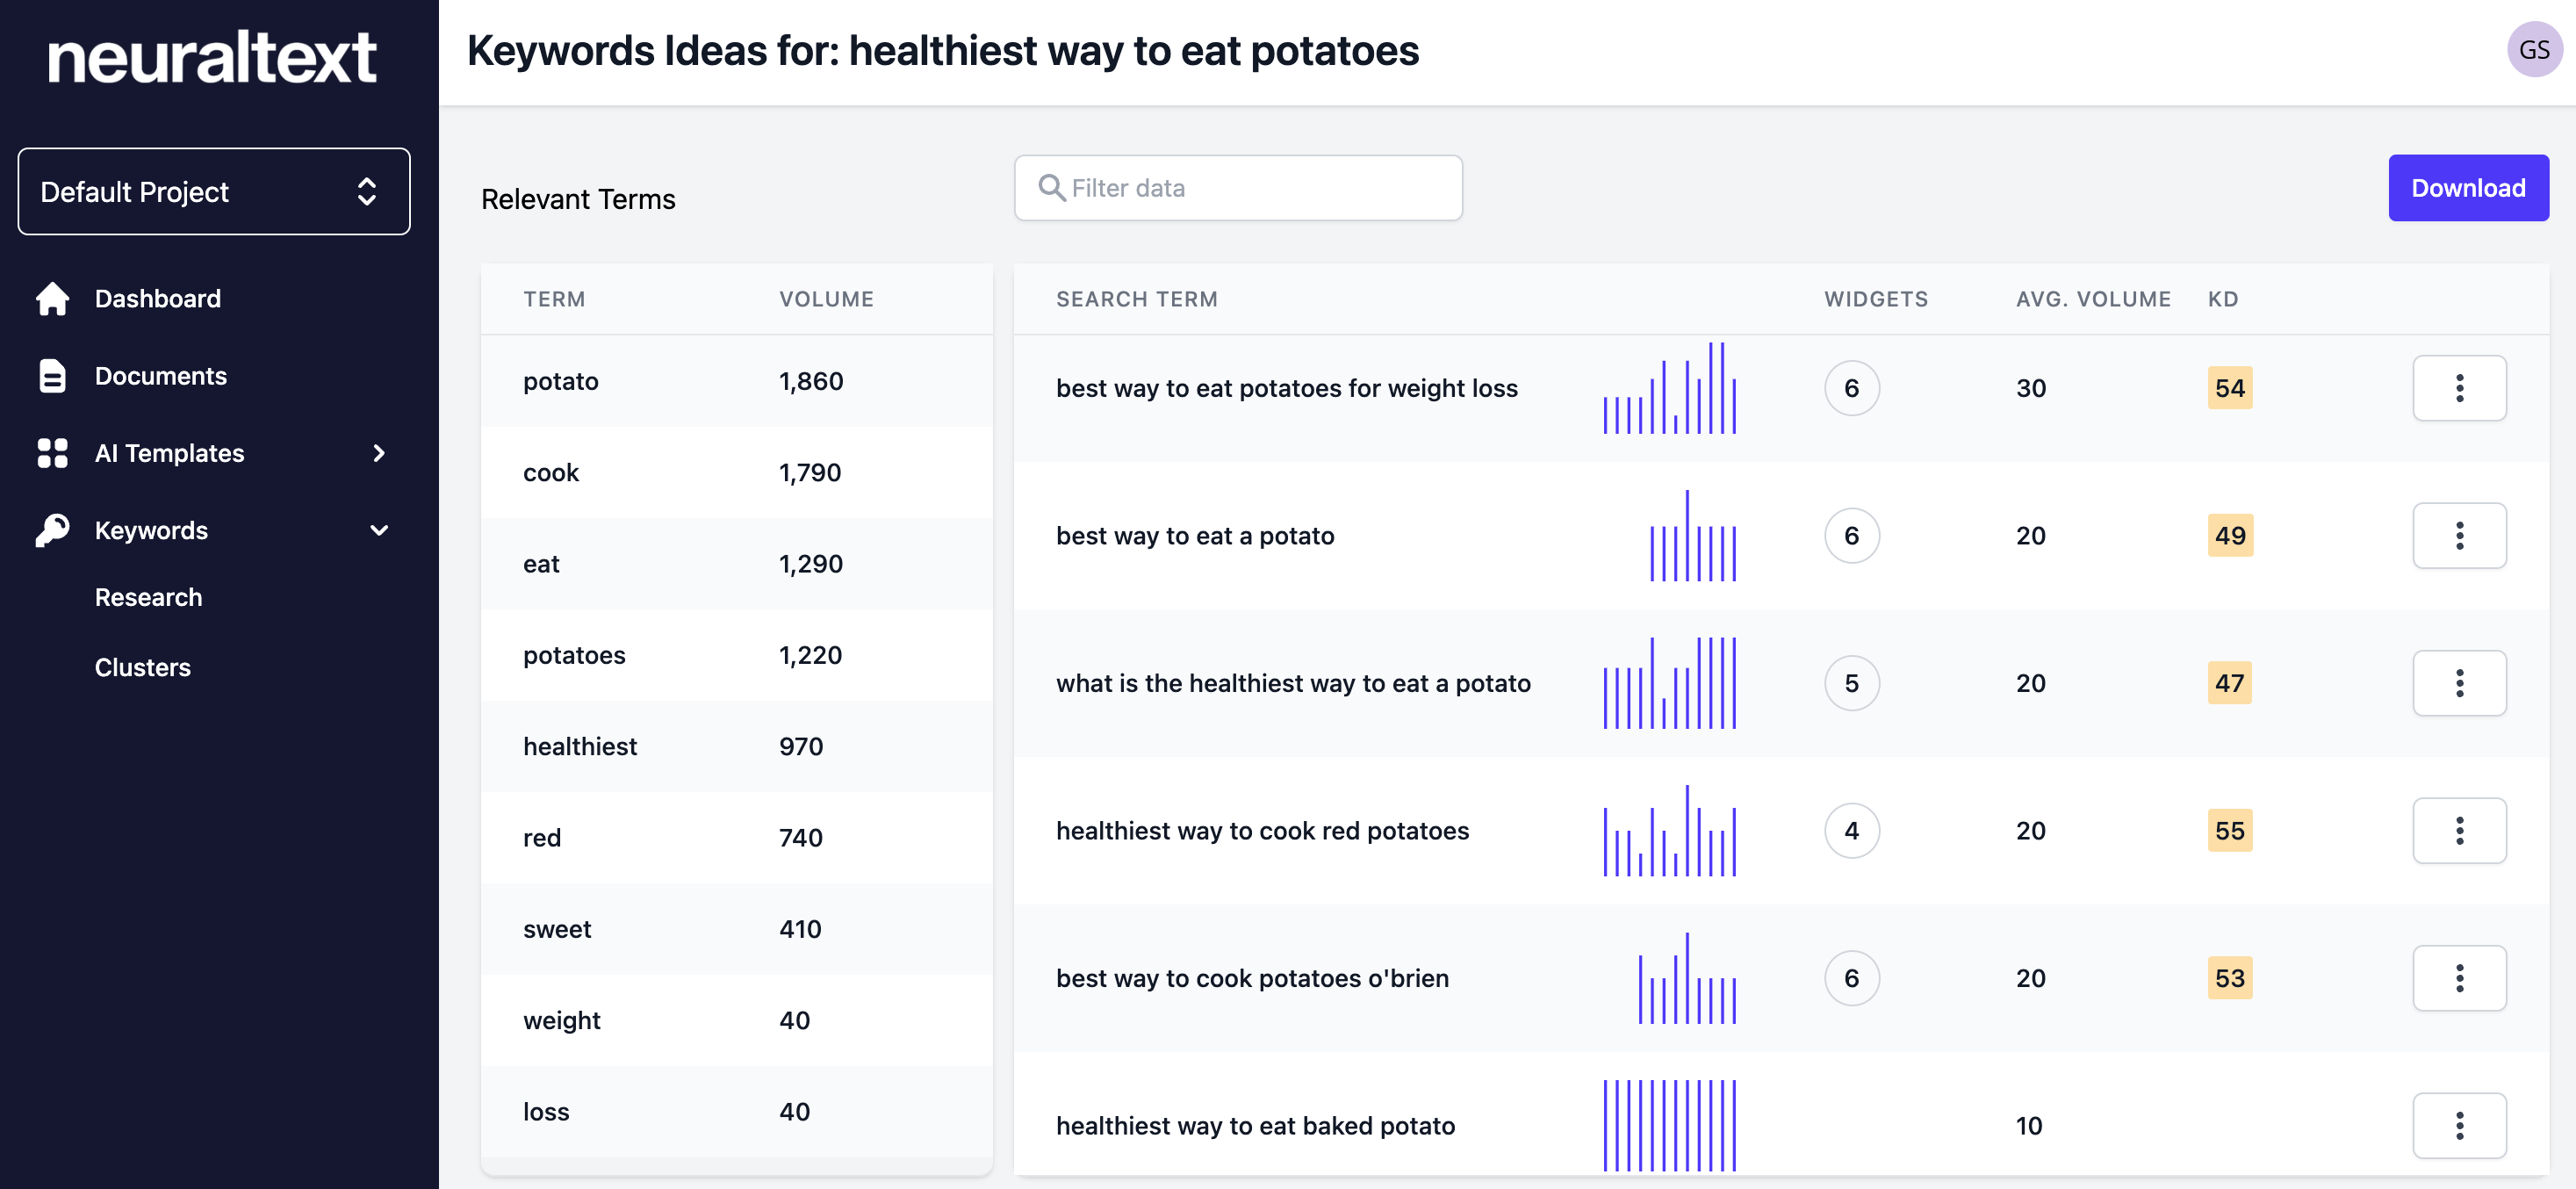 neuraltext
Keywords Ideas for: healthiest way to eat potatoes
GS
Default Project
Dashboard
Documents
AI Templates
Keywords
Research
Clusters
Relevant Terms
Filter data
Download
TERM VOLUME
potato 1,860
cook 1,790
eat 1,290
potatoes 1,220
healthiest 970
red 740
sweet 410
weight 40
loss 40
SEARCH TERM WIDGETS AVG. VOLUME KD
best way to eat potatoes for weight loss 6 30 54
best way to eat a potato 6 20 49
what is the healthiest way to eat a potato 5 20 47
healthiest way to cook red potatoes 4 20 55
best way to cook potatoes o'brien 6 20 53
healthiest way to eat baked potato 10